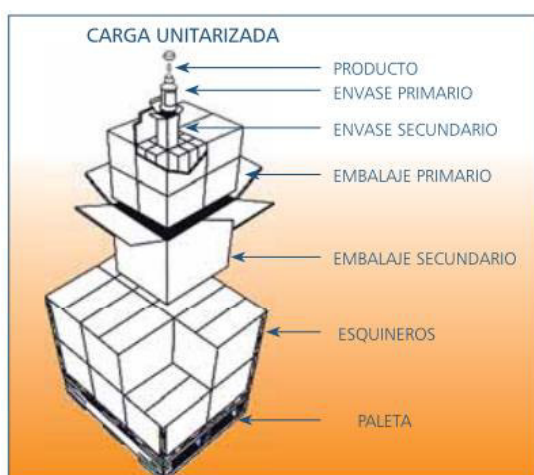 CARGA UNITARIZADA
PRODUCTO
ENVASE PRIMARIO
ENVASE SECUNDARIO
EMBALAJE PRIMARIO
EMBALAJE SECUNDARIO
ESQUINEROS
PALETA